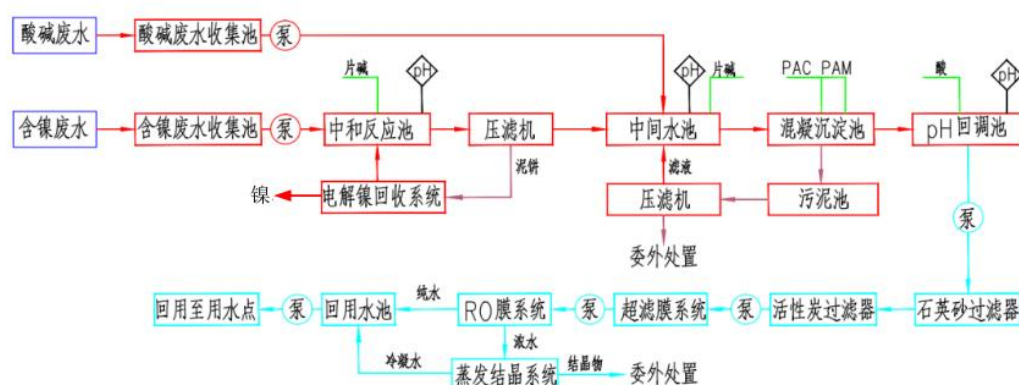 酸碱废水
酸碱废水收集池
泵
片碱
pH
pH
片碱
PAC PAM
酸
pH
含镍废水
含镍废水收集池
泵
中和反应池
压滤机
中间水池
混凝沉淀池
pH回调池
泥饼
滤液
镍
电解镍回收系统
压滤机
污泥池
泵
委外处置
回用至用水点
泵
回用水池
纯水
RO膜系统
泵
超滤膜系统
泵
活性炭过滤器
石英砂过滤器
浓水
冷凝水
蒸发结晶系统
结晶物
委外处置